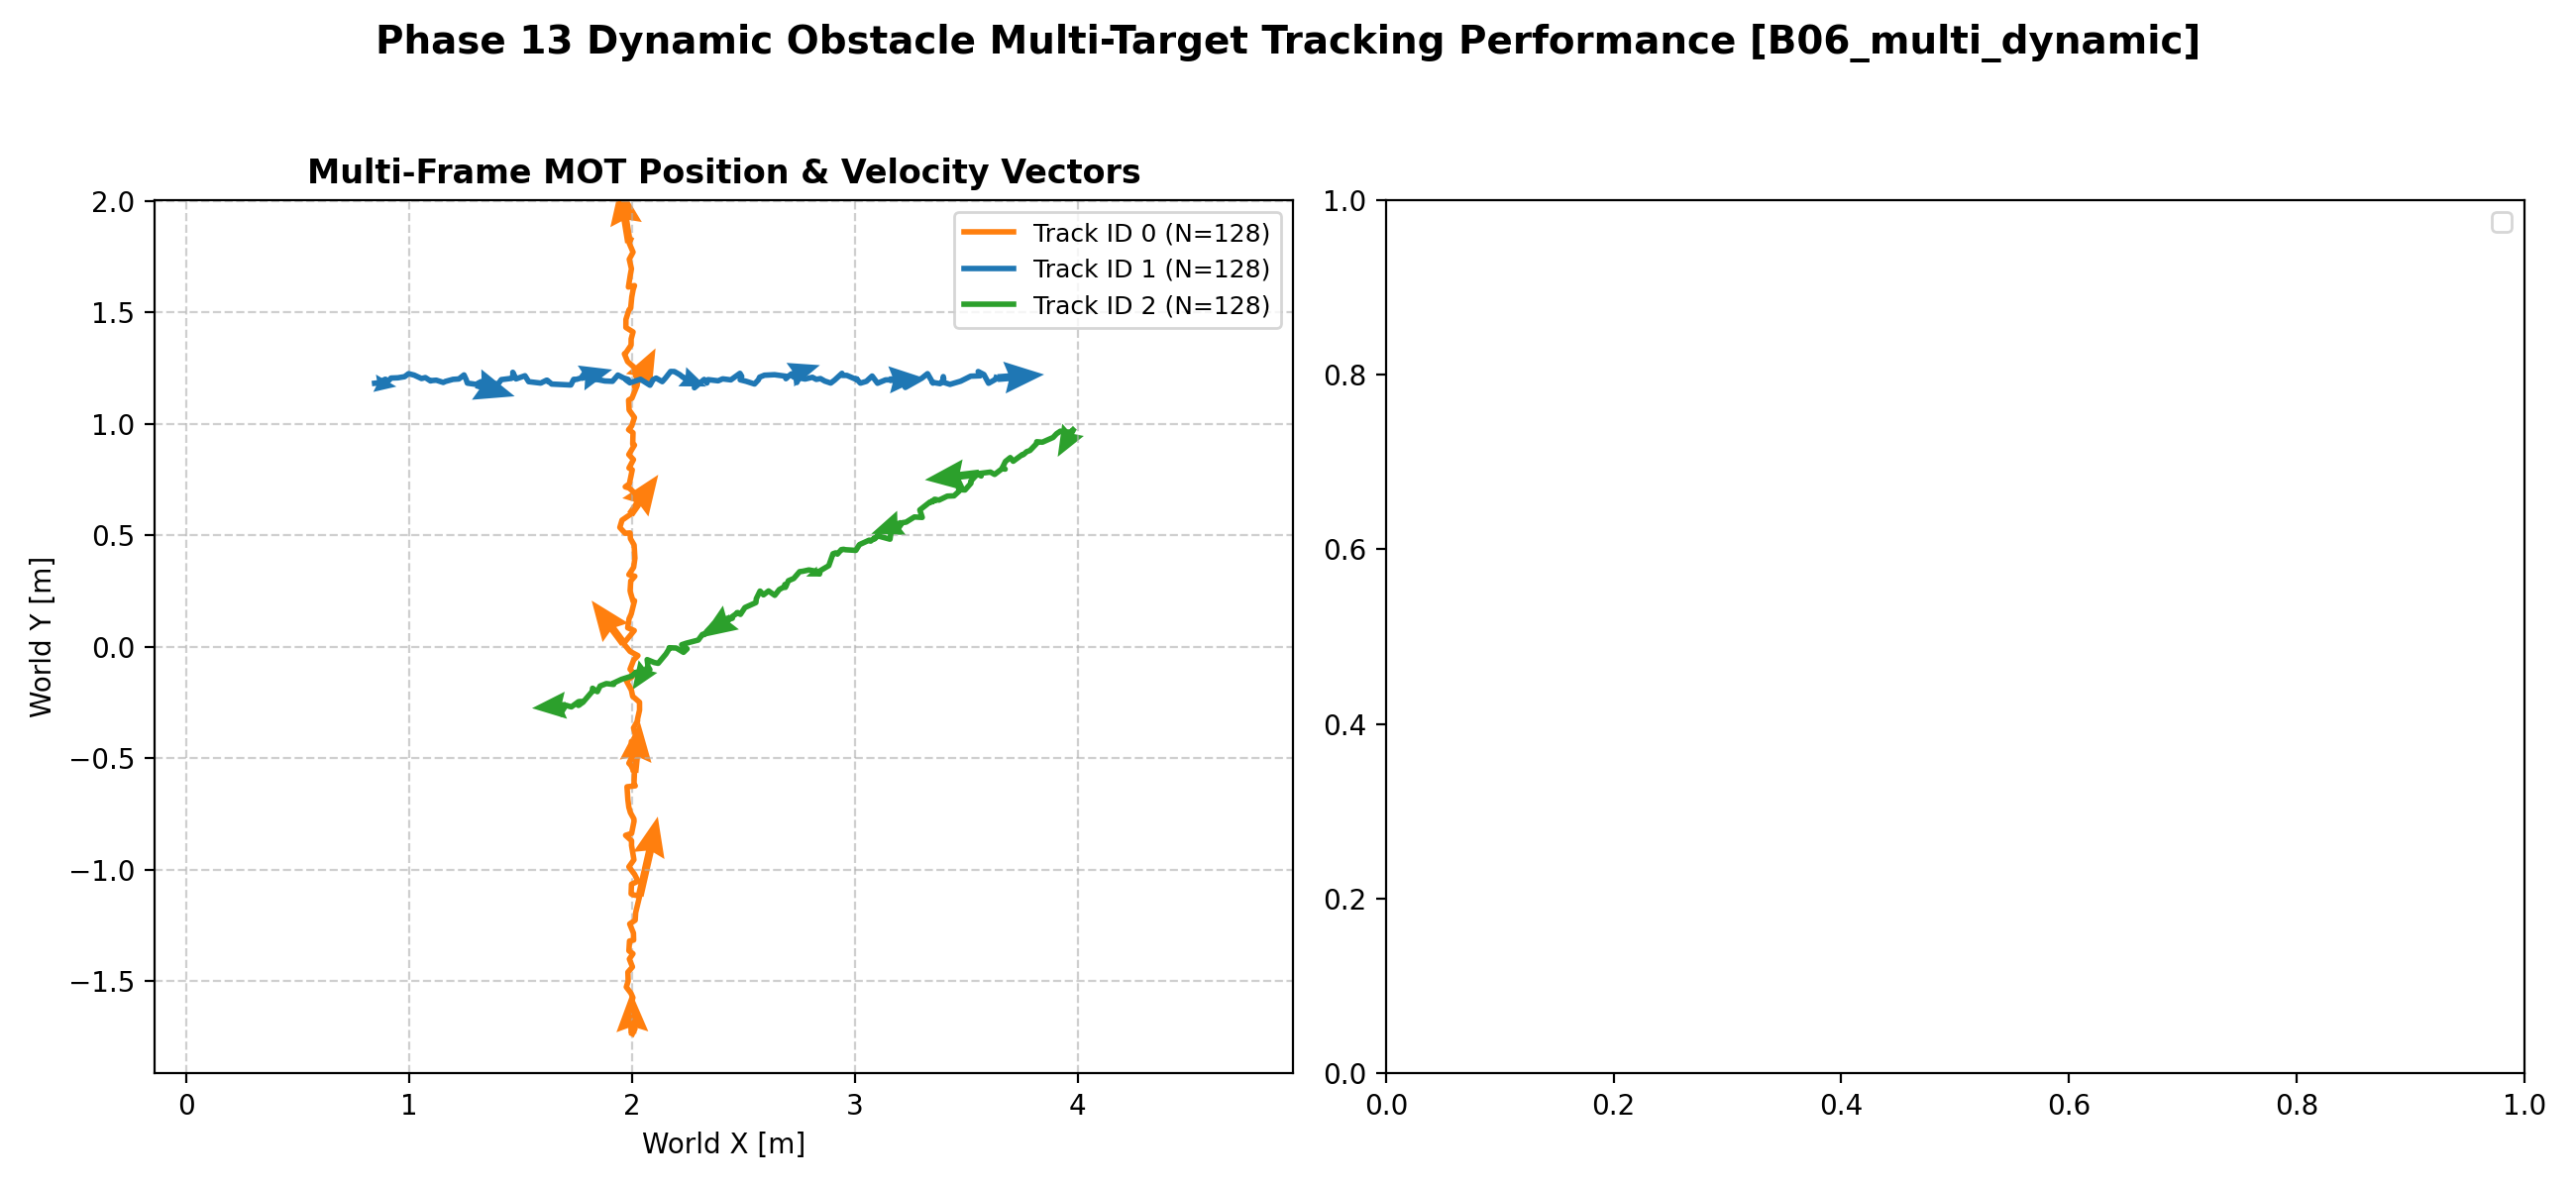 Phase 13 Dynamic Obstacle Multi-Target Tracking Performance [B06_multi_dynamic]
Multi-Frame MOT Position & Velocity Vectors
Track ID 0 (N=128)
Track ID 1 (N=128)
Track ID 2 (N=128)
World Y [m]
2.0
1.5
1.0
0.5
0.0
−0.5
−1.0
−1.5
0 1 2 3 4
World X [m]
1.0
0.8
0.6
0.4
0.2
0.0
0.0 0.2 0.4 0.6 0.8 1.0